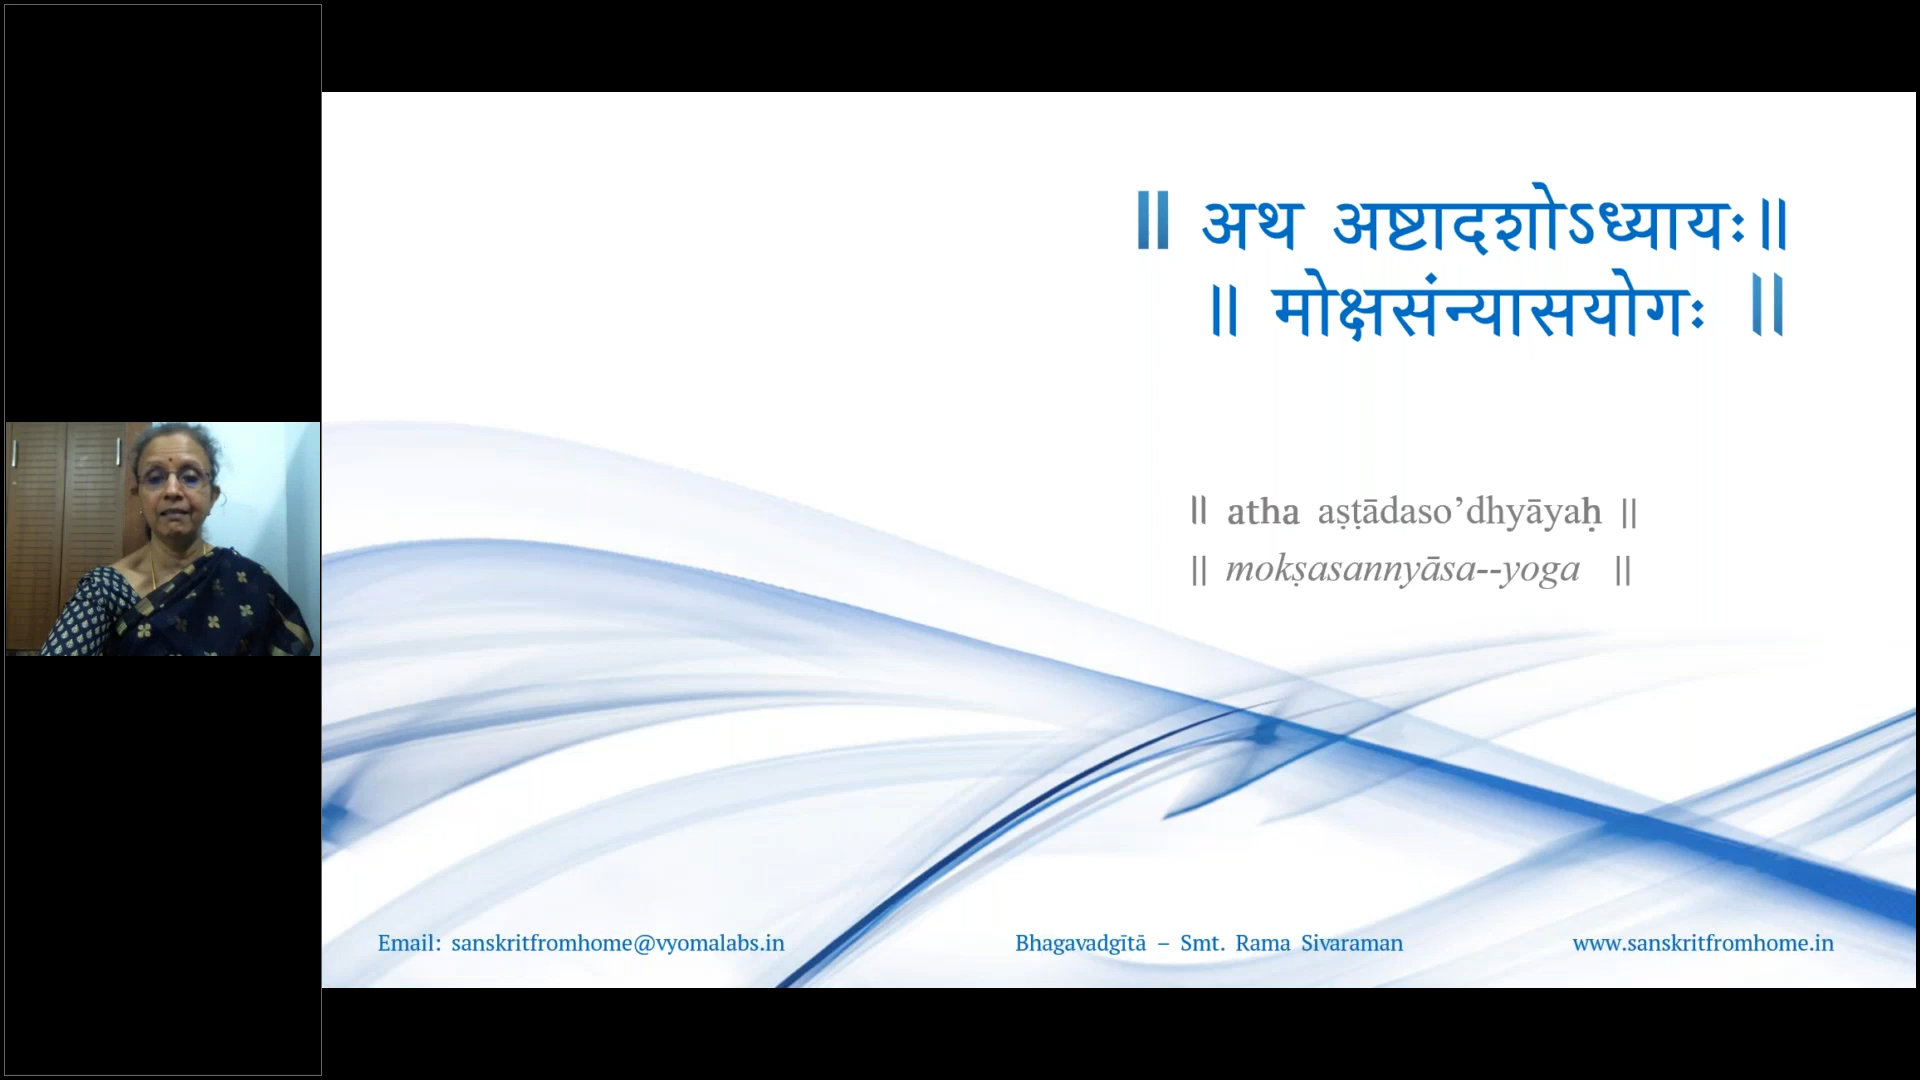 ॥ अथ अष्टादशोऽध्यायः॥
॥ मोक्षसंन्यासयोगः ॥
॥ atha aṣṭādaso’dhyāyaḥ ||
|| mokṣasannyāsa--yoga ||
Email: sanskritfromhome@vyomalabs.in Bhagavadgītā – Smt. Rama Sivaraman www.sanskritfromhome.in